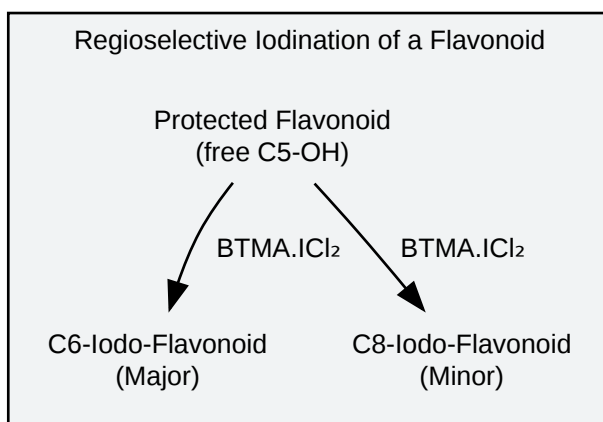 Regioselective Iodination of a Flavonoid
Protected Flavonoid
(free C5-OH)
BTMA.ICl₂
BTMA.ICl₂
C6-Iodo-Flavonoid
(Major)
C8-Iodo-Flavonoid
(Minor)